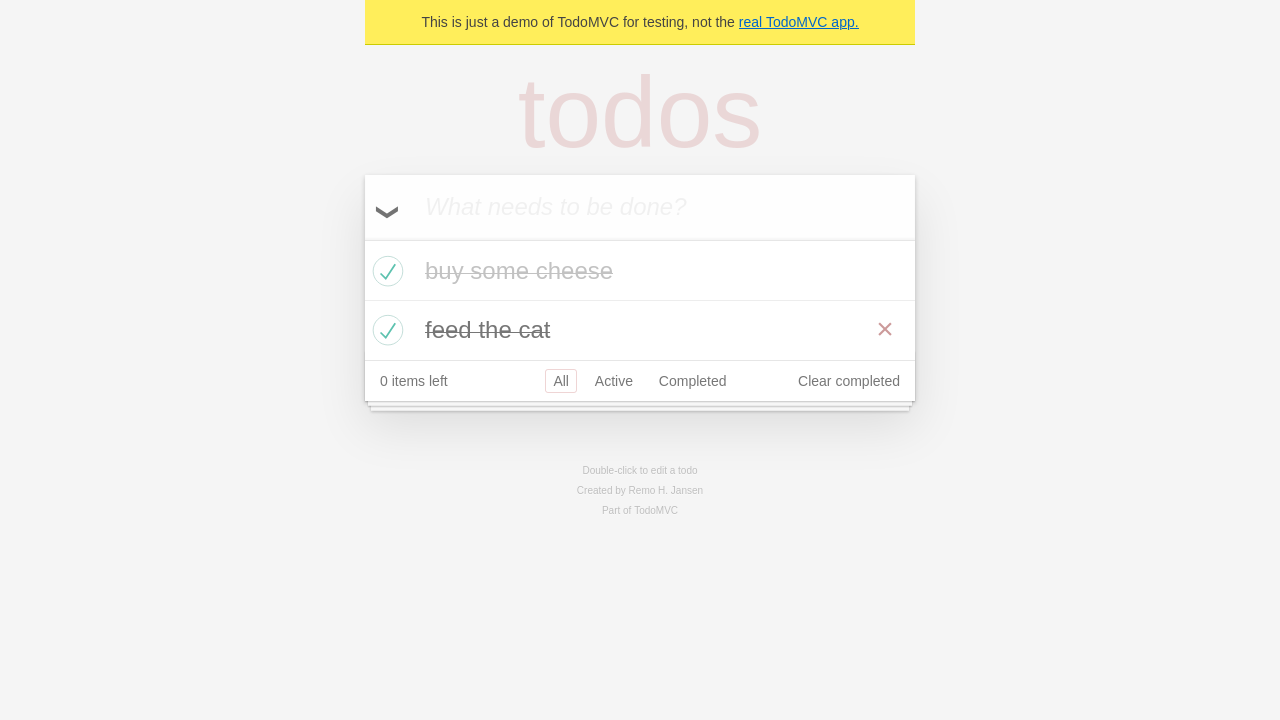 This is just a demo of TodoMVC for testing, not the real TodoMVC app.
todos
What needs to be done?
buy some cheese
feed the cat
0 items left All Active Completed Clear completed
Double-click to edit a todo
Created by Remo H. Jansen
Part of TodoMVC